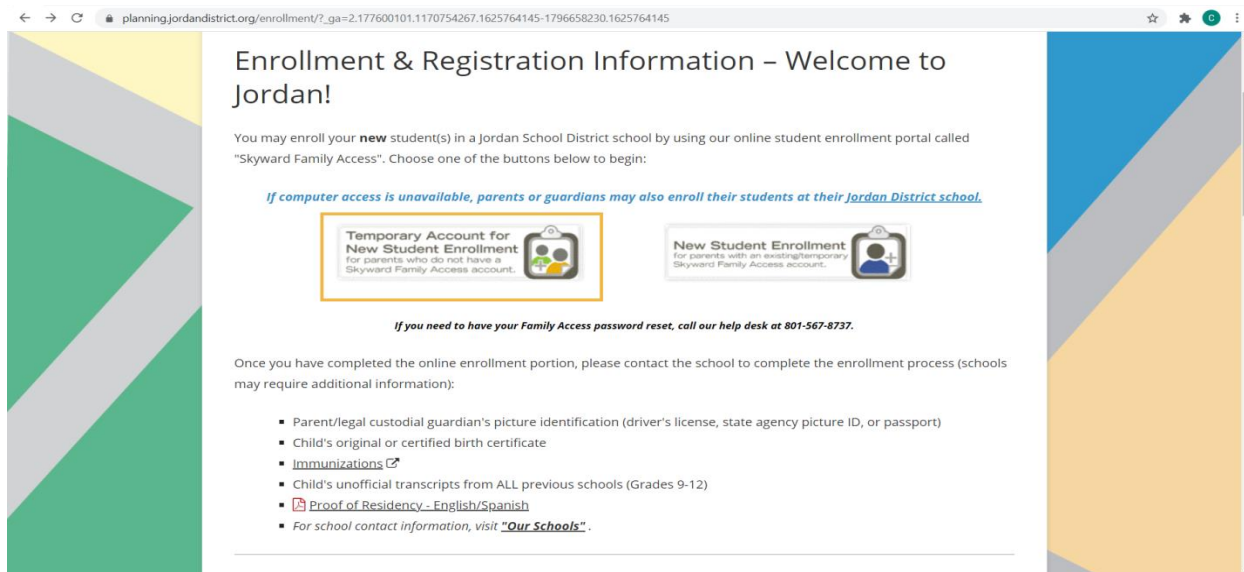 planning.jordandistrict.org/enrollment/?_ga=2.177600101.1170754267.1625764145-1796658230.1625764145
C
Enrollment & Registration Information – Welcome to
Jordan!
You may enroll your new student(s) in a Jordan School District school by using our online student enrollment portal called
"Skyward Family Access". Choose one of the buttons below to begin:
If computer access is unavailable, parents or guardians may also enroll their students at their Jordan District school.
Temporary Account for
New Student Enrollment
for parents who do not have a
Skyward Family Access account.
New Student Enrollment
for parents with an existing/temporary
Skyward Family Access account.
If you need to have your Family Access password reset, call our help desk at 801-567-8737.
Once you have completed the online enrollment portion, please contact the school to complete the enrollment process (schools
may require additional information):
Parent/legal custodial guardian's picture identification (driver's license, state agency picture ID, or passport)
Child's original or certified birth certificate
Immunizations
Child's unofficial transcripts from ALL previous schools (Grades 9-12)
Proof of Residency - English/Spanish
For school contact information, visit "Our Schools" .